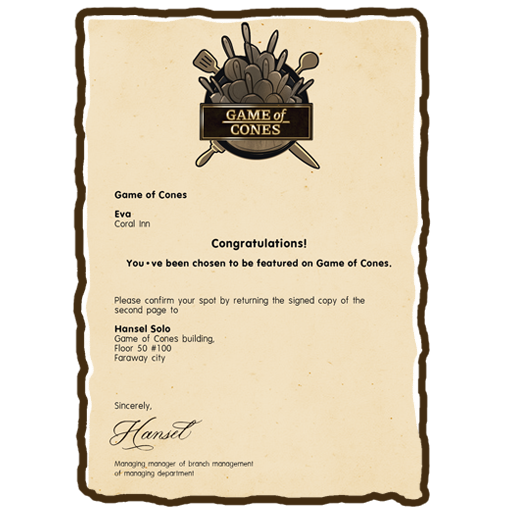 GAME of
CONES
Game of Cones
Eva
Coral Inn
Congratulations!
You•ve been chosen to be featured on Game of Cones.
Please confirm your spot by returning the signed copy of the
second page to
Hansel Solo
Game of Cones building,
Floor 50 #100
Faraway city
Sincerely,
Hansel
Managing manager of branch management
of managing department